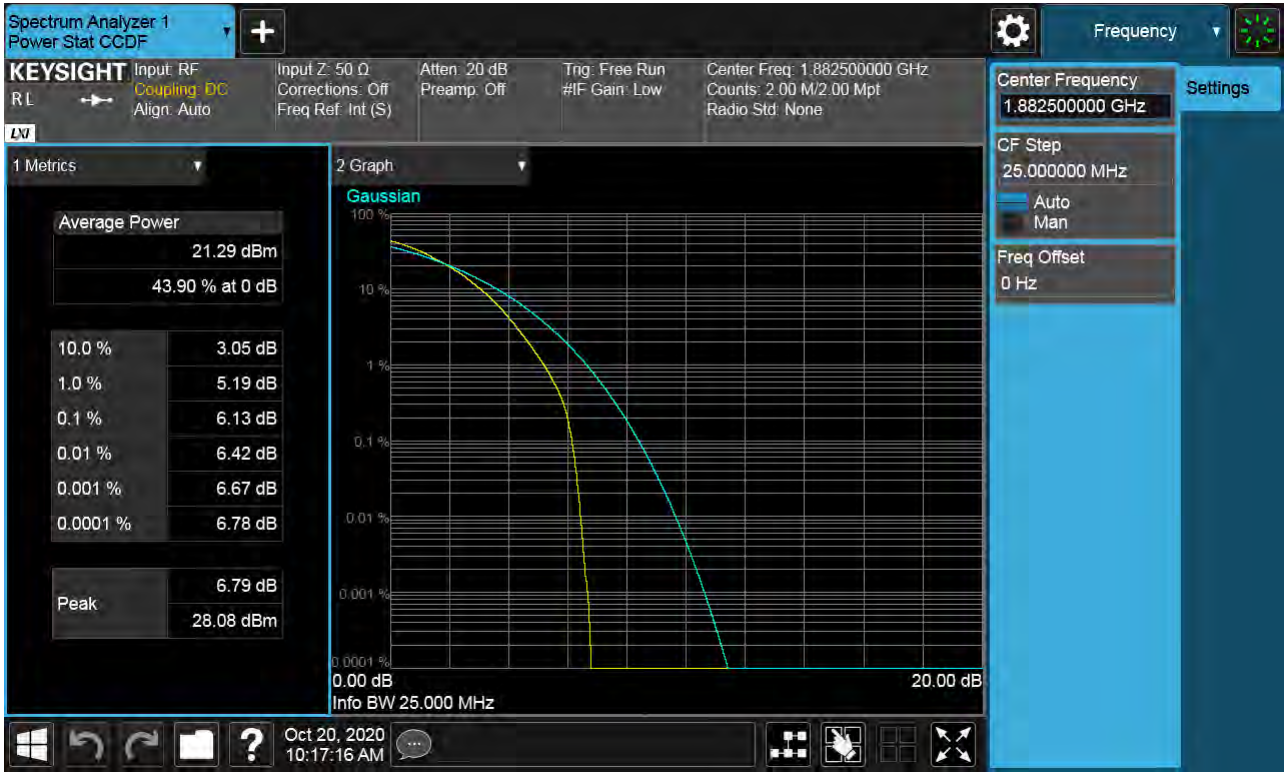 Spectrum Analyzer 1
Power Stat CCDF
+
Frequency
KEYSIGHT
RL
LXI
Input: RF
Coupling: DC
Align: Auto
Input Z: 50 Ω
Corrections: Off
Freq Ref: Int (S)
Atten: 20 dB
Preamp: Off
Trig: Free Run
#IF Gain: Low
Center Freq: 1.882500000 GHz
Counts: 2.00 M/2.00 Mpt
Radio Std: None
1 Metrics
Average Power
21.29 dBm
43.90 % at 0 dB
10.0 % 3.05 dB
1.0 % 5.19 dB
0.1 % 6.13 dB
0.01 % 6.42 dB
0.001 % 6.67 dB
0.0001 % 6.78 dB
Peak
6.79 dB
28.08 dBm
2 Graph
Gaussian
100 %
10 %
1 %
0.1 %
0.01 %
0.001 %
0.0001 %
0.00 dB 20.00 dB
Info BW 25.000 MHz
Center Frequency
1.882500000 GHz
Settings
CF Step
25.000000 MHz
Auto
Man
Freq Offset
0 Hz
?
Oct 20, 2020
10:17:16 AM